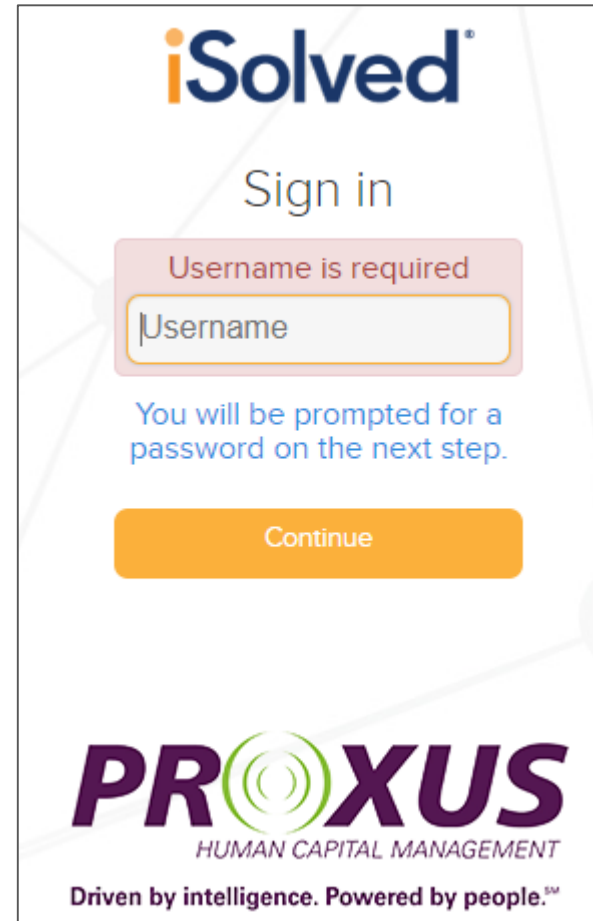 iSolved®
Sign in
Username is required
Username
You will be prompted for a
password on the next step.
Continue
PROXUS
HUMAN CAPITAL MANAGEMENT
Driven by intelligence. Powered by people.℠